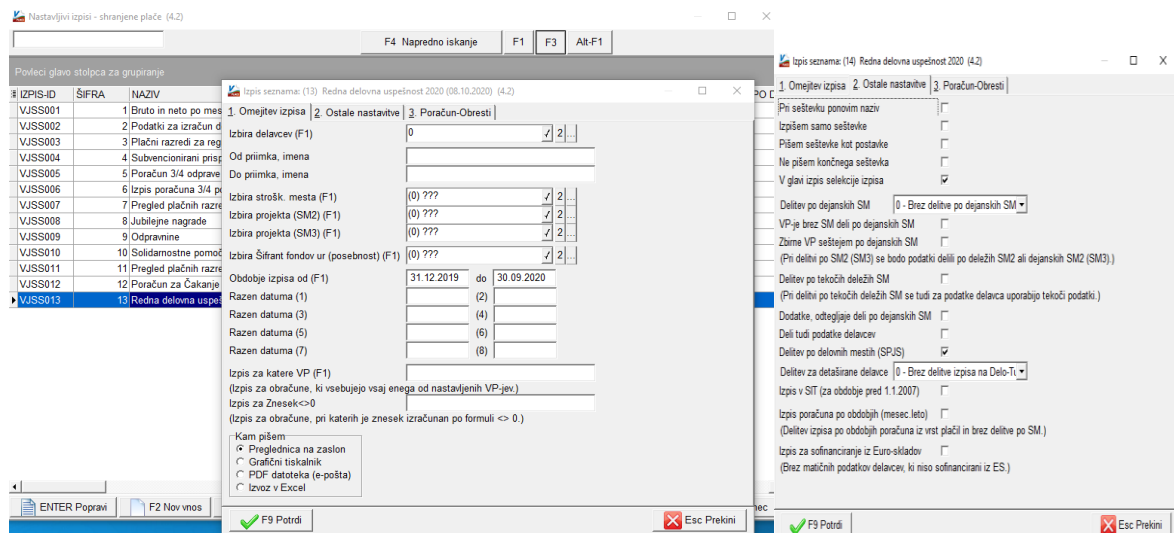 Nastavljivi izpisi - shranjene plače. (4.2)
F4 Napredno iskanje
F1
F3
Alt-F1
Povleci glavo stolpca za grupiranje
IZPIS-ID ŠIFRA NAZIV
VJSS001 1 Bruto in neto po mes
VJSS002 2 Podatki za izračun d
VJSS003 3 Plačni razredi za reg
VJSS004 4 Subvencionirani prisp
VJSS005 5 Poračun 3/4 odprave
VJSS006 6 Izpis poračuna 3/4 po
VJSS007 7 Pregled plačnih razre
VJSS008 8 Jubilejne nagrade
VJSS009 9 Odpravnine
VJSS010 10 Solidarnostne pomoč
VJSS011 11 Pregled plačnih razre
VJSS012 12 Poračun za Čakanje
VJSS013 13 Redna delovna uspeš
ENTER Popravi
F2 Nov vnos
Izpis seznama: (13) Redna delovna uspešnost 2020 (08.10.2020) (4.2)
1. Omejitev izpisa
2. Ostale nastavitve
3. Poračun-Obresti
Izbira delavcev (F1) 0 2 ...
Od priimka, imena
Do priimka, imena
Izbira strošk. mesta (F1) (0) ??? 2 ...
Izbira projekta (SM2) (F1) (0) ??? 2 ...
Izbira projekta (SM3) (F1) (0) ??? 2 ...
Izbira Šifrant fondov ur (posebnost) (F1) (0) ??? 2 ...
Obdobje izpisa od (F1) 31.12.2019 do 30.09.2020
Razen datuma (1) (2)
Razen datuma (3) (4)
Razen datuma (5) (6)
Razen datuma (7) (8)
Izpis za katere VP (F1)
(Izpis za obračune, ki vsebujejo vsaj enega od nastavljenih VP-jev.)
Izpis za Znesek<>0
(Izpis za obračune, pri katerih je znesek izračunan po formuli <> 0.)
Kam pišem
Preglednica na zaslon
Grafični tiskalnik
PDF datoteka (e-pošta)
Izvoz v Excel
F9 Potrdi
Esc Prekini
Izpis seznama: (14) Redna delovna uspešnost 2020 (4.2)
1. Omejitev izpisa
2. Ostale nastavitve
3. Poračun-Obresti
Pri seštevku ponovim naziv
Izpišem samo seštevke
Pišem seštevke kot postavke
Ne pišem končnega seštevka
V glavi izpis selekcije izpisa
Delitev po dejanskih SM 0 - Brez delitve po dejanskih SM
VP-je brez SM deli po dejanskih SM
Zbirne VP seštejem po dejanskih SM
(Pri delitvi po SM2 (SM3) se bodo podatki delili po deležih SM2 ali dejanskih SM2 (SM3).)
Delitev po tekočih deležih SM
(Pri delitvi po tekočih deležih SM se tudi za podatke delavca uporabijo tekoči podatki.)
Dodatke, odtegljaje deli po dejanskih SM
Deli tudi podatke delavcev
Delitev po delovnih mestih (SPJS)
Delitev za detaširane delavce 0 - Brez delitve izpisa na Delo-Tu
Izpis v SIT (za obdobje pred 1.1.2007)
Izpis poračuna po obdobjih (mesec.leto)
(Delitev izpisa po obdobjih poračuna iz vrst plačil in brez delitve po SM.)
Izpis za sofinanciranje iz Euro-skladov
(Brez matičnih podatkov delavcev, ki niso sofinancirani iz ES.)
F9 Potrdi
Esc Prekini